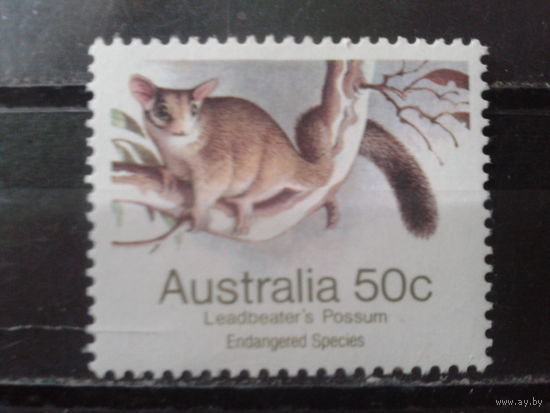 Australia 50c
Leadbeater's Possum
Endangered Species
www.ay.by